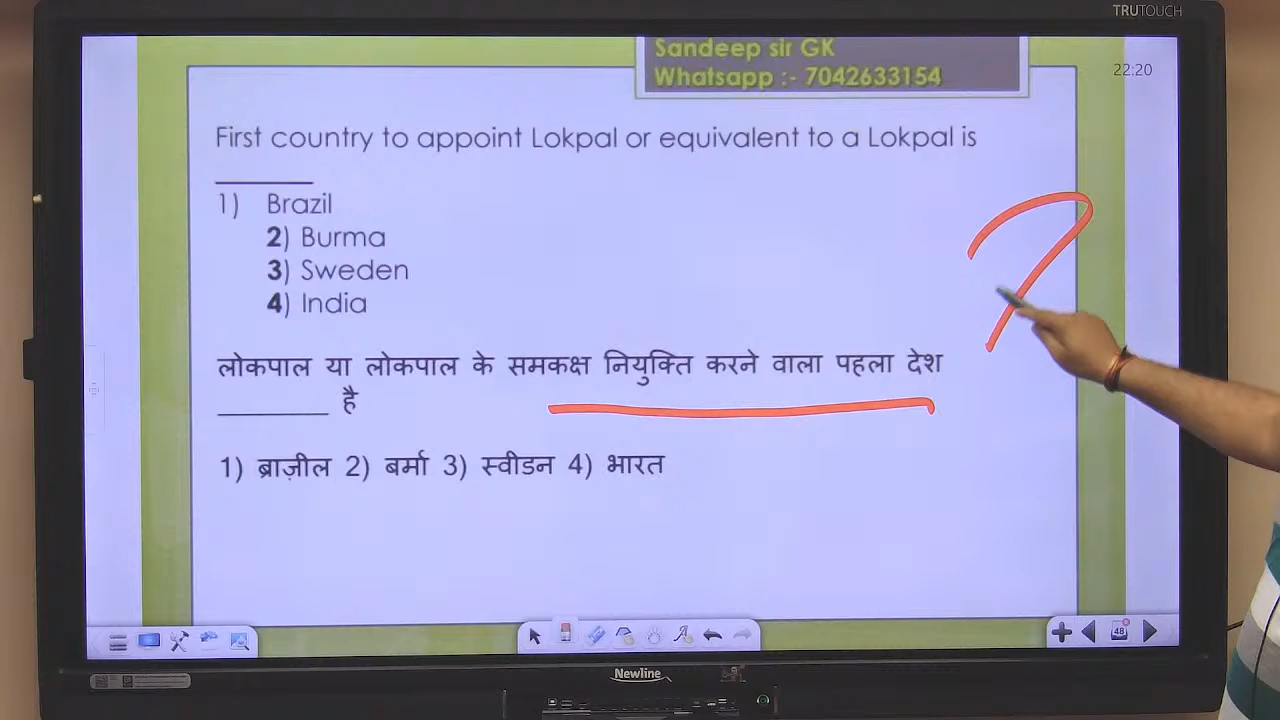 TRUTOUCH
Sandeep sir GK
Whatsapp :- 7042633154
22:20
First country to appoint Lokpal or equivalent to a Lokpal is
________
1) Brazil
2) Burma
3) Sweden
4) India
लोकपाल या लोकपाल के समकक्ष नियुक्ति करने वाला पहला देश
_________ है
1) ब्राज़ील 2) बर्मा 3) स्वीडन 4) भारत
?
48
Newline